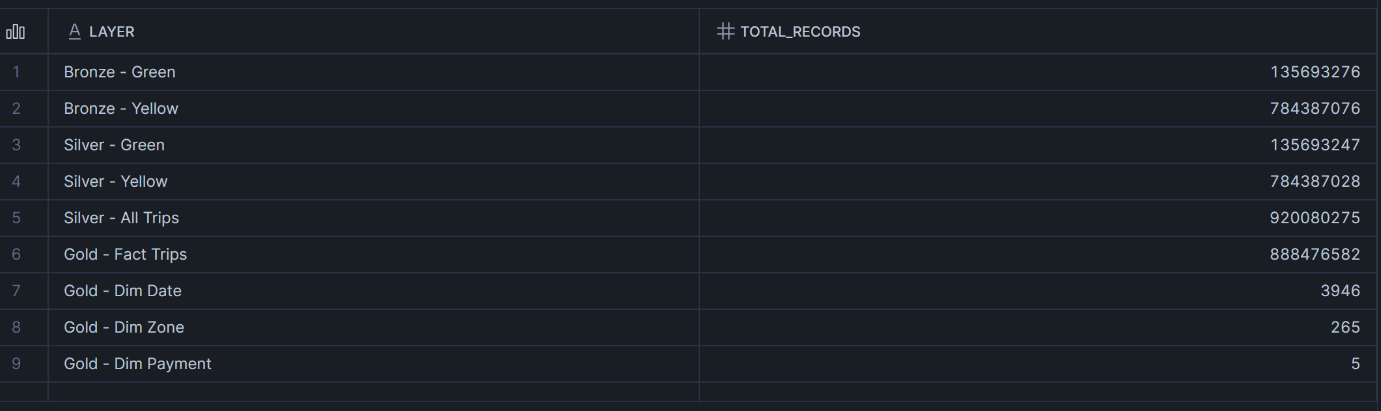 LAYER TOTAL_RECORDS
1 Bronze - Green 135693276
2 Bronze - Yellow 784387076
3 Silver - Green 135693247
4 Silver - Yellow 784387028
5 Silver - All Trips 920080275
6 Gold - Fact Trips 888476582
7 Gold - Dim Date 3946
8 Gold - Dim Zone 265
9 Gold - Dim Payment 5